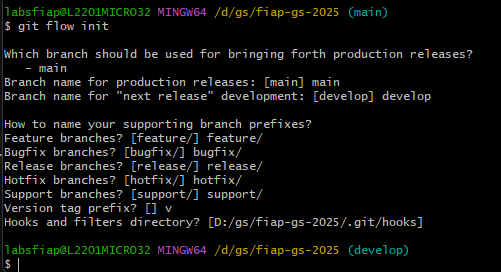 labsfiap@L2201MICRO32 MINGW64 /d/gs/fiap-gs-2025 (main)
$ git flow init
Which branch should be used for bringing forth production releases?
   - main
Branch name for production releases: [main] main
Branch name for "next release" development: [develop] develop
How to name your supporting branch prefixes?
Feature branches? [feature/] feature/
Bugfix branches? [bugfix/] bugfix/
Release branches? [release/] release/
Hotfix branches? [hotfix/] hotfix/
Support branches? [support/] support/
Version tag prefix? [] v
Hooks and filters directory? [D:/gs/fiap-gs-2025/.git/hooks]
labsfiap@L2201MICRO32 MINGW64 /d/gs/fiap-gs-2025 (develop)
$